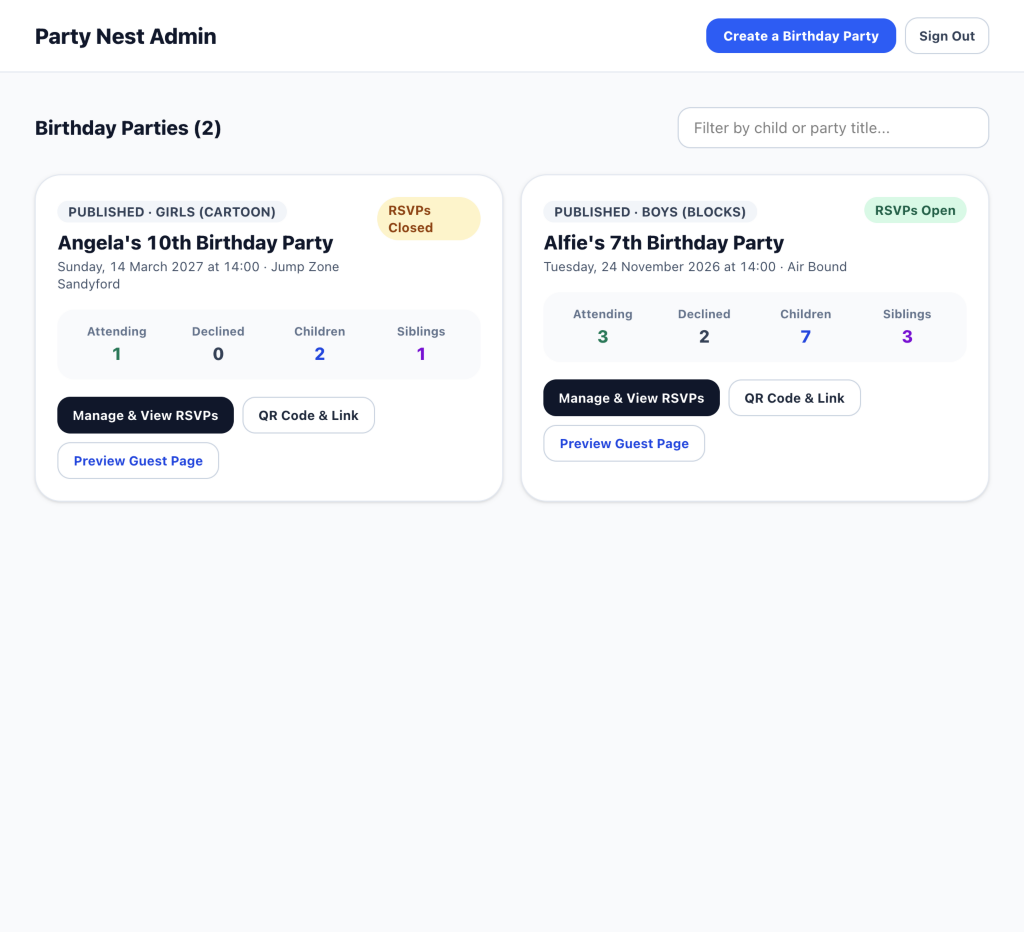 Party Nest Admin
Create a Birthday Party
Sign Out
Birthday Parties (2)
Filter by child or party title...
PUBLISHED · GIRLS (CARTOON)
RSVPs
Closed
Angela's 10th Birthday Party
Sunday, 14 March 2027 at 14:00 · Jump Zone
Sandyford
Attending
Declined
Children
Siblings
1
0
2
1
Manage & View RSVPs
QR Code & Link
Preview Guest Page
PUBLISHED · BOYS (BLOCKS)
RSVPs Open
Alfie's 7th Birthday Party
Tuesday, 24 November 2026 at 14:00 · Air Bound
Attending
Declined
Children
Siblings
3
2
7
3
Manage & View RSVPs
QR Code & Link
Preview Guest Page